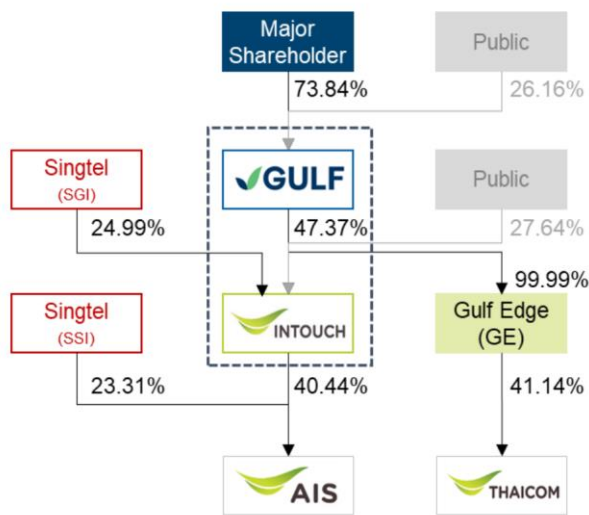 Major
Shareholder
Public
73.84%
26.16%
Singtel
(SGI)
GULF
Public
24.99%
47.37%
27.64%
99.99%
Singtel
(SSI)
INTOUCH
Gulf Edge
(GE)
23.31%
40.44%
41.14%
AIS
THAICOM